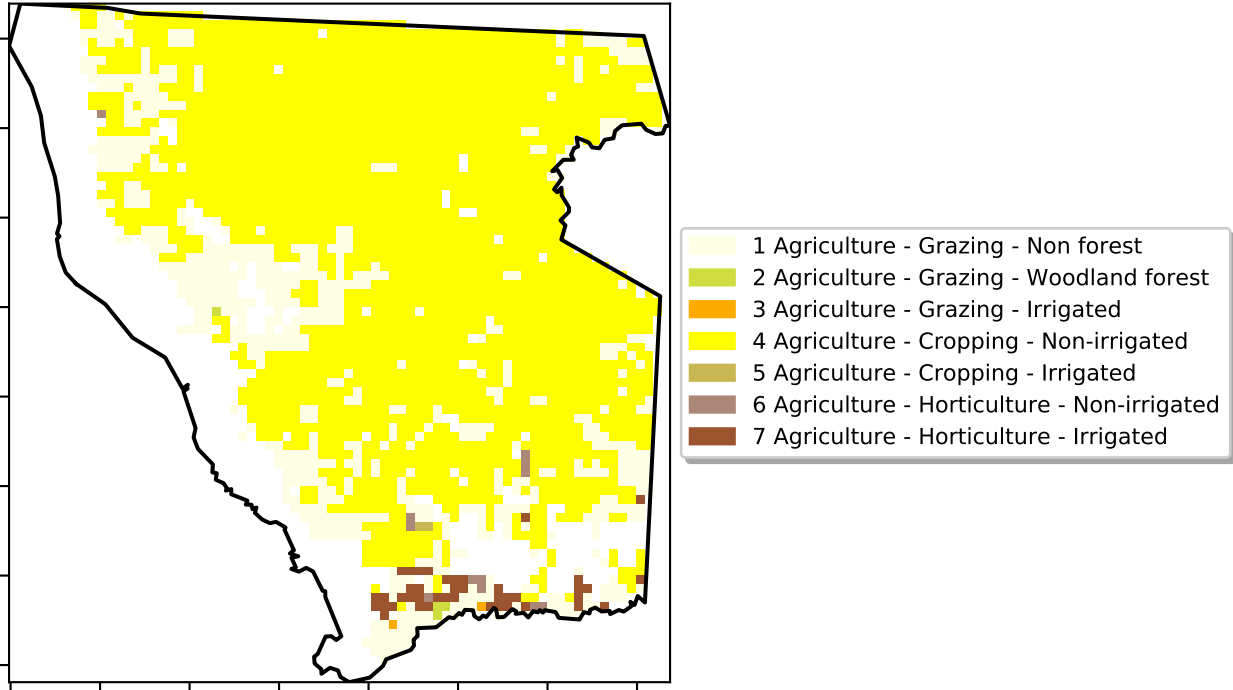 1 Agriculture - Grazing - Non forest
2 Agriculture - Grazing - Woodland forest
3 Agriculture - Grazing - Irrigated
4 Agriculture - Cropping - Non-irrigated
5 Agriculture - Cropping - Irrigated
6 Agriculture - Horticulture - Non-irrigated
7 Agriculture - Horticulture - Irrigated